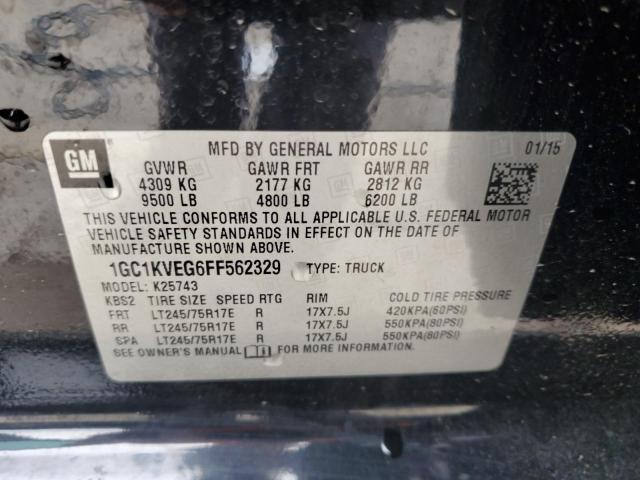 GM
MFD BY GENERAL MOTORS LLC 01/15
GVWR GAWR FRT GAWR RR
4309 KG 2177 KG 2812 KG
9500 LB 4800 LB 6200 LB
THIS VEHICLE CONFORMS TO ALL APPLICABLE U.S. FEDERAL MOTOR
VEHICLE SAFETY STANDARDS IN EFFECT ON THE DATE OF
MANUFACTURE SHOWN ABOVE.
1GC1KVEG6FF562329 TYPE: TRUCK
MODEL: K25743
KBS2 TIRE SIZE SPEED RTG RIM COLD TIRE PRESSURE
FRT LT245/75R17E R 17X7.5J 420KPA(60PSI)
RR LT245/75R17E R 17X7.5J 550KPA(80PSI)
SPA LT245/75R17E R 17X7.5J 550KPA(80PSI)
SEE OWNER'S MANUAL FOR MORE INFORMATION.